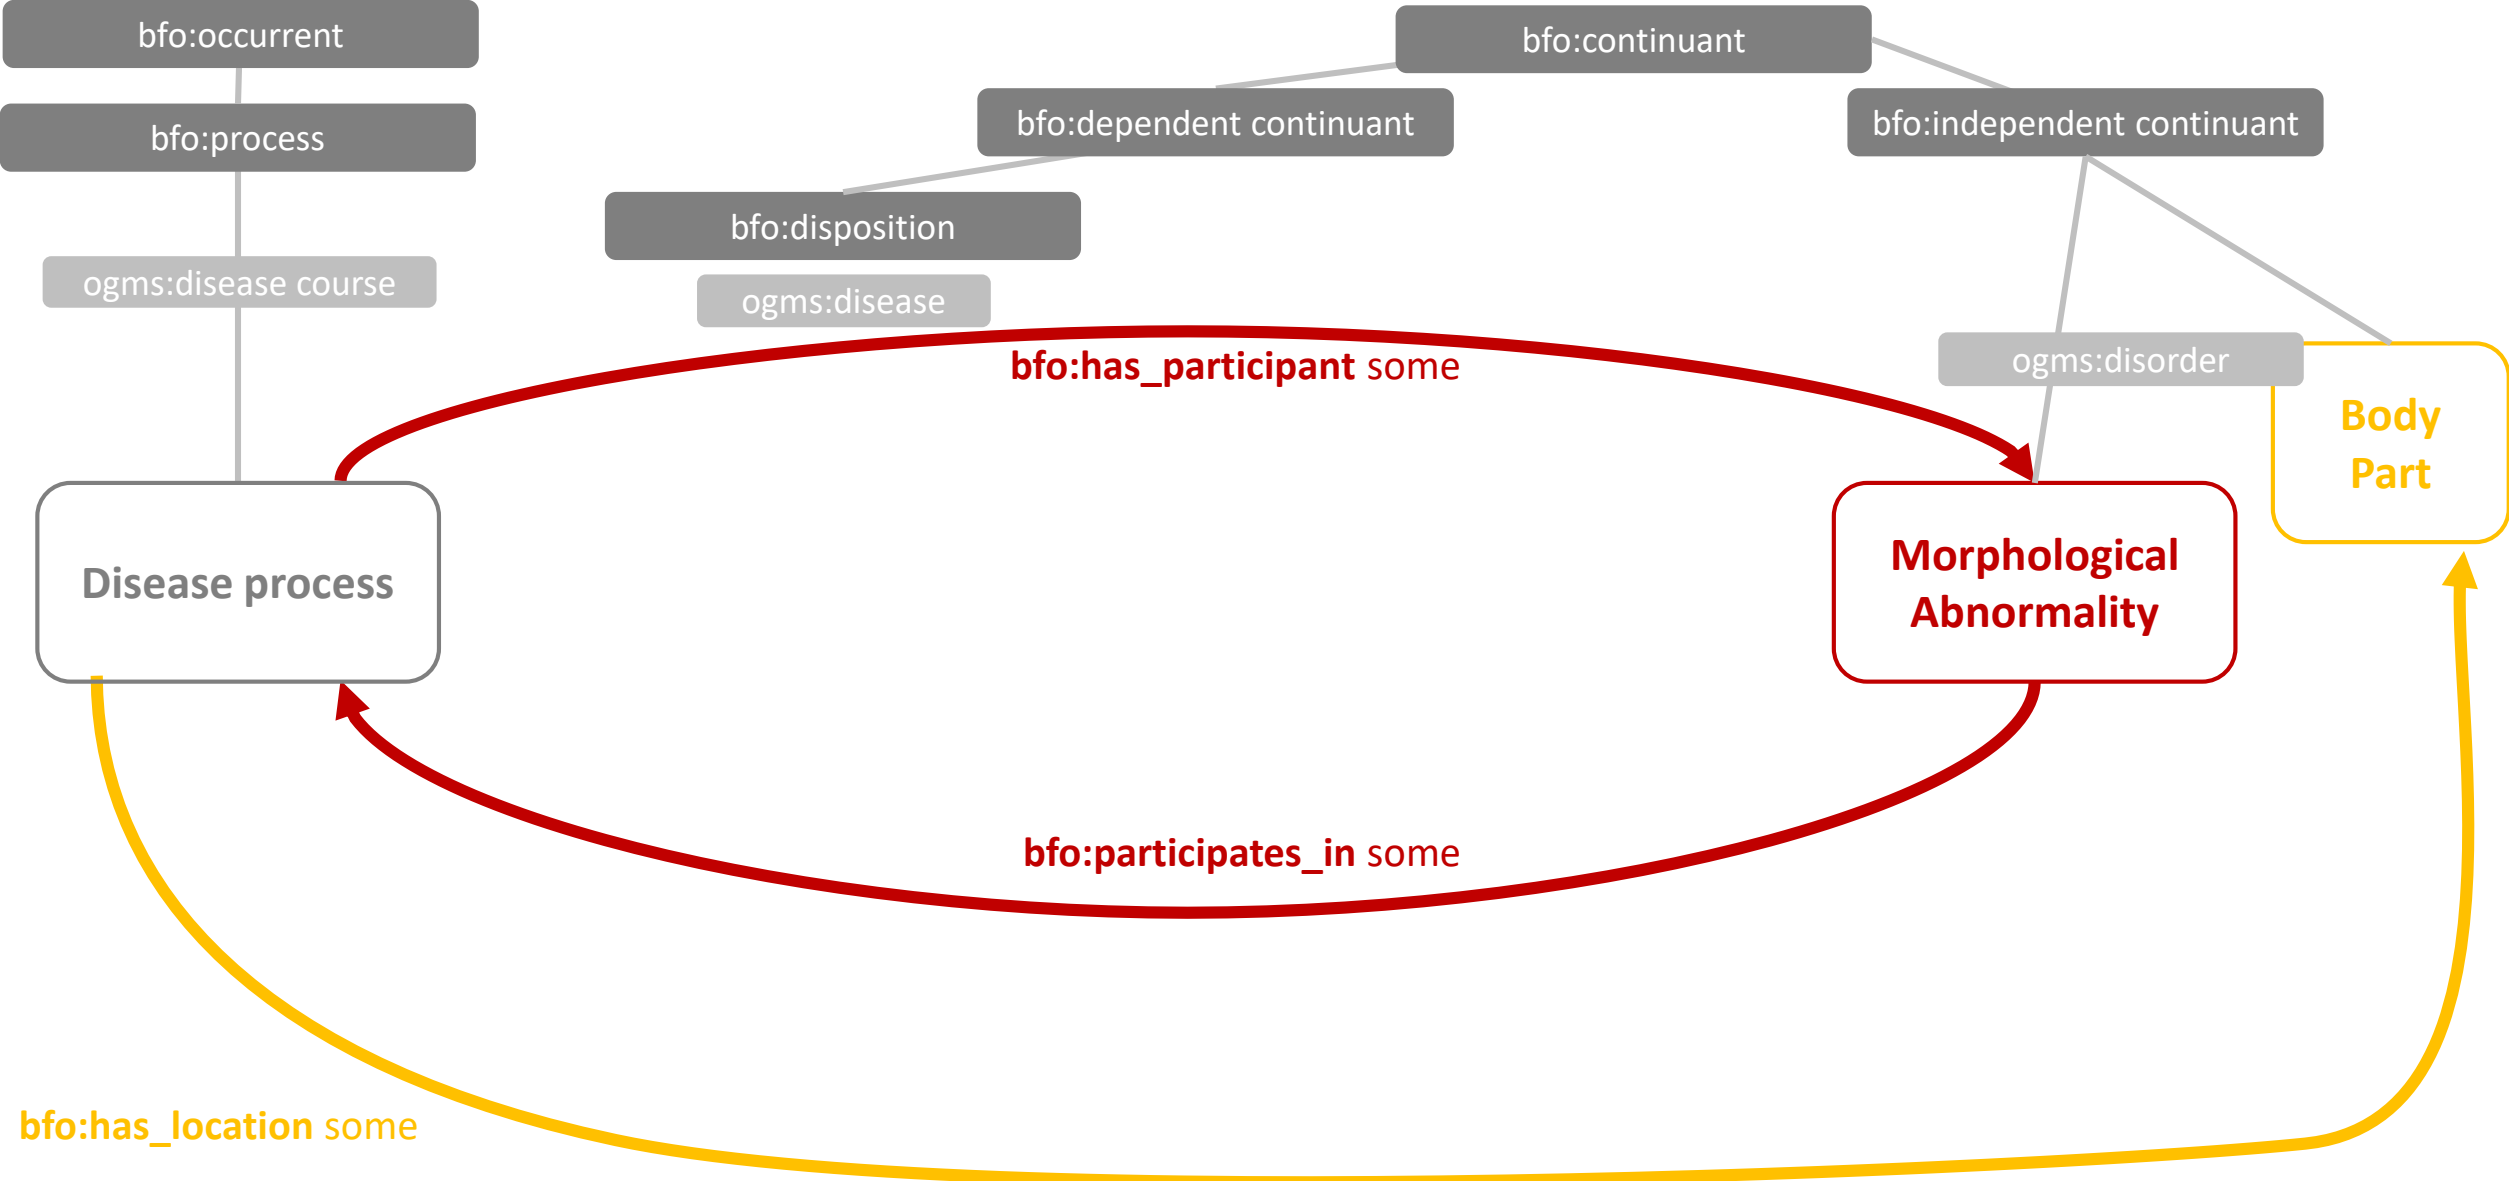 bfo:occurrent
bfo:continuant
bfo:process
bfo:dependent continuant
bfo:independent continuant
bfo:disposition
ogms:disease course
ogms:disease
bfo:has_participant some
ogms:disorder
Body
Part
Disease process
Morphological
Abnormality
bfo:participates_in some
bfo:has_location some